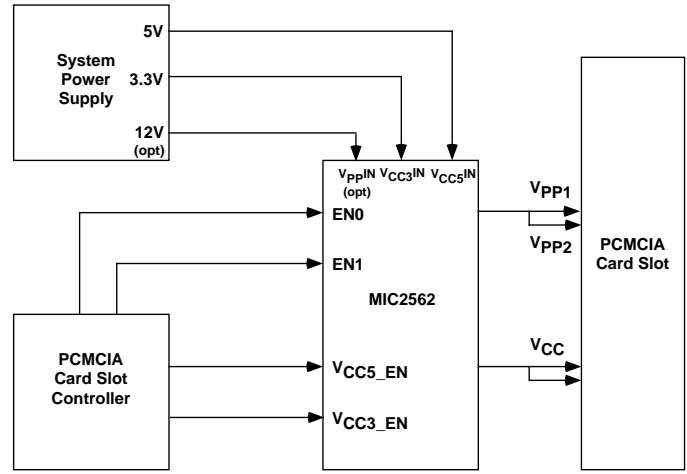 5V
System
Power
Supply
3.3V
12V
(opt)
VPPIN
(opt)
VCC3IN
VCC5IN
EN0
EN1
MIC2562
VCC5_EN
VCC3_EN
VPP1
VPP2
VCC
PCMCIA
Card Slot
PCMCIA
Card Slot
Controller